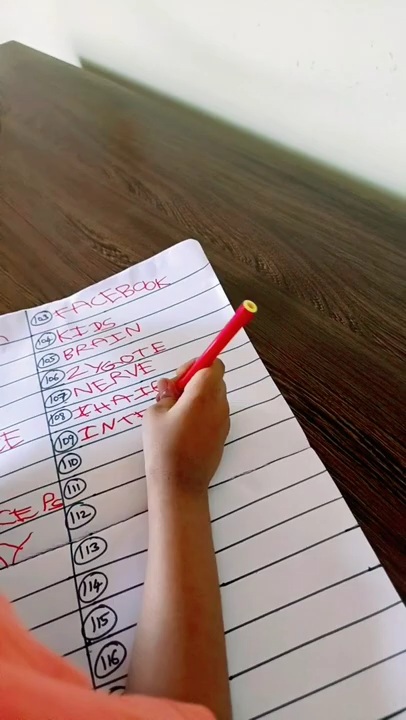 103 FACEBOOK
104 KIDS
105 BRAIN
106 ZYGOTE
107 NERVE
108
109
110
111
CEPS
112
113
114
115
116